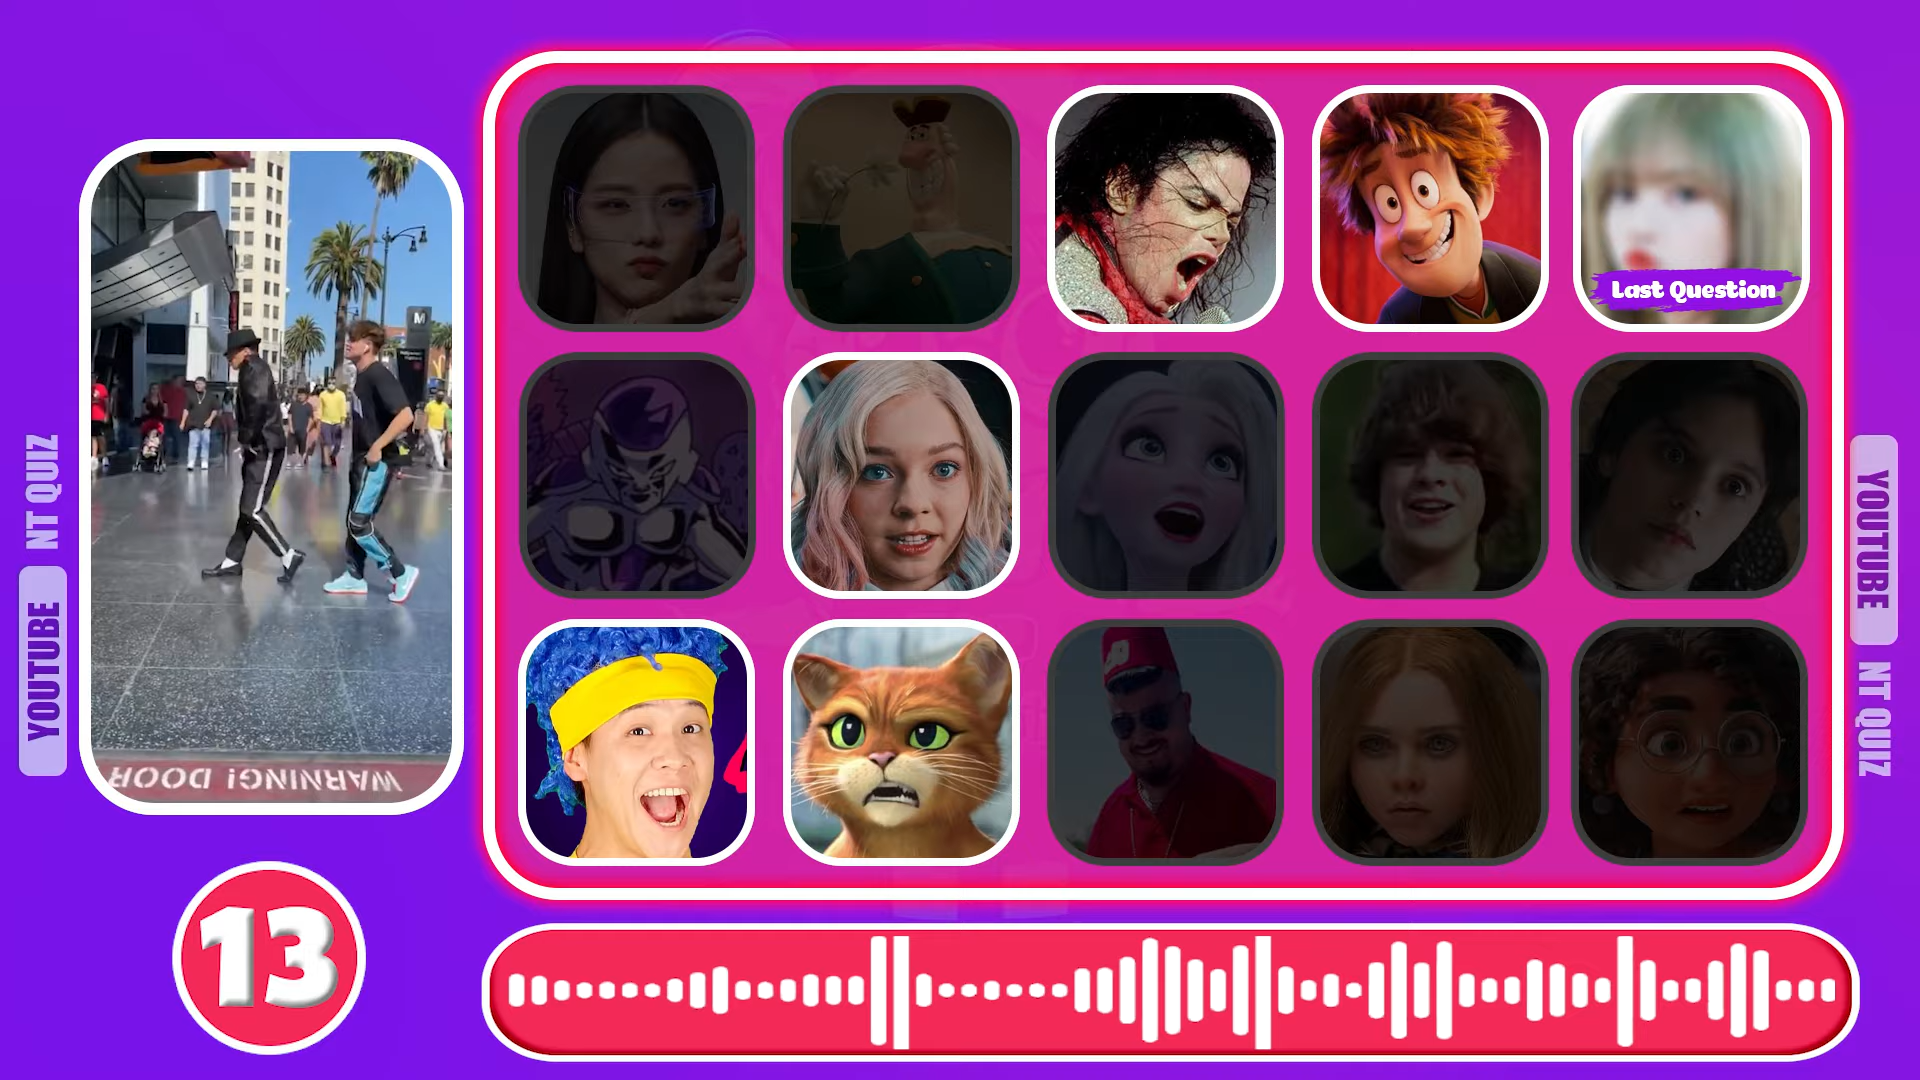 YOUTUBE NT QUIZ
M
WARNING! DOOR
13
Last Question
YOUTUBE NT QUIZ